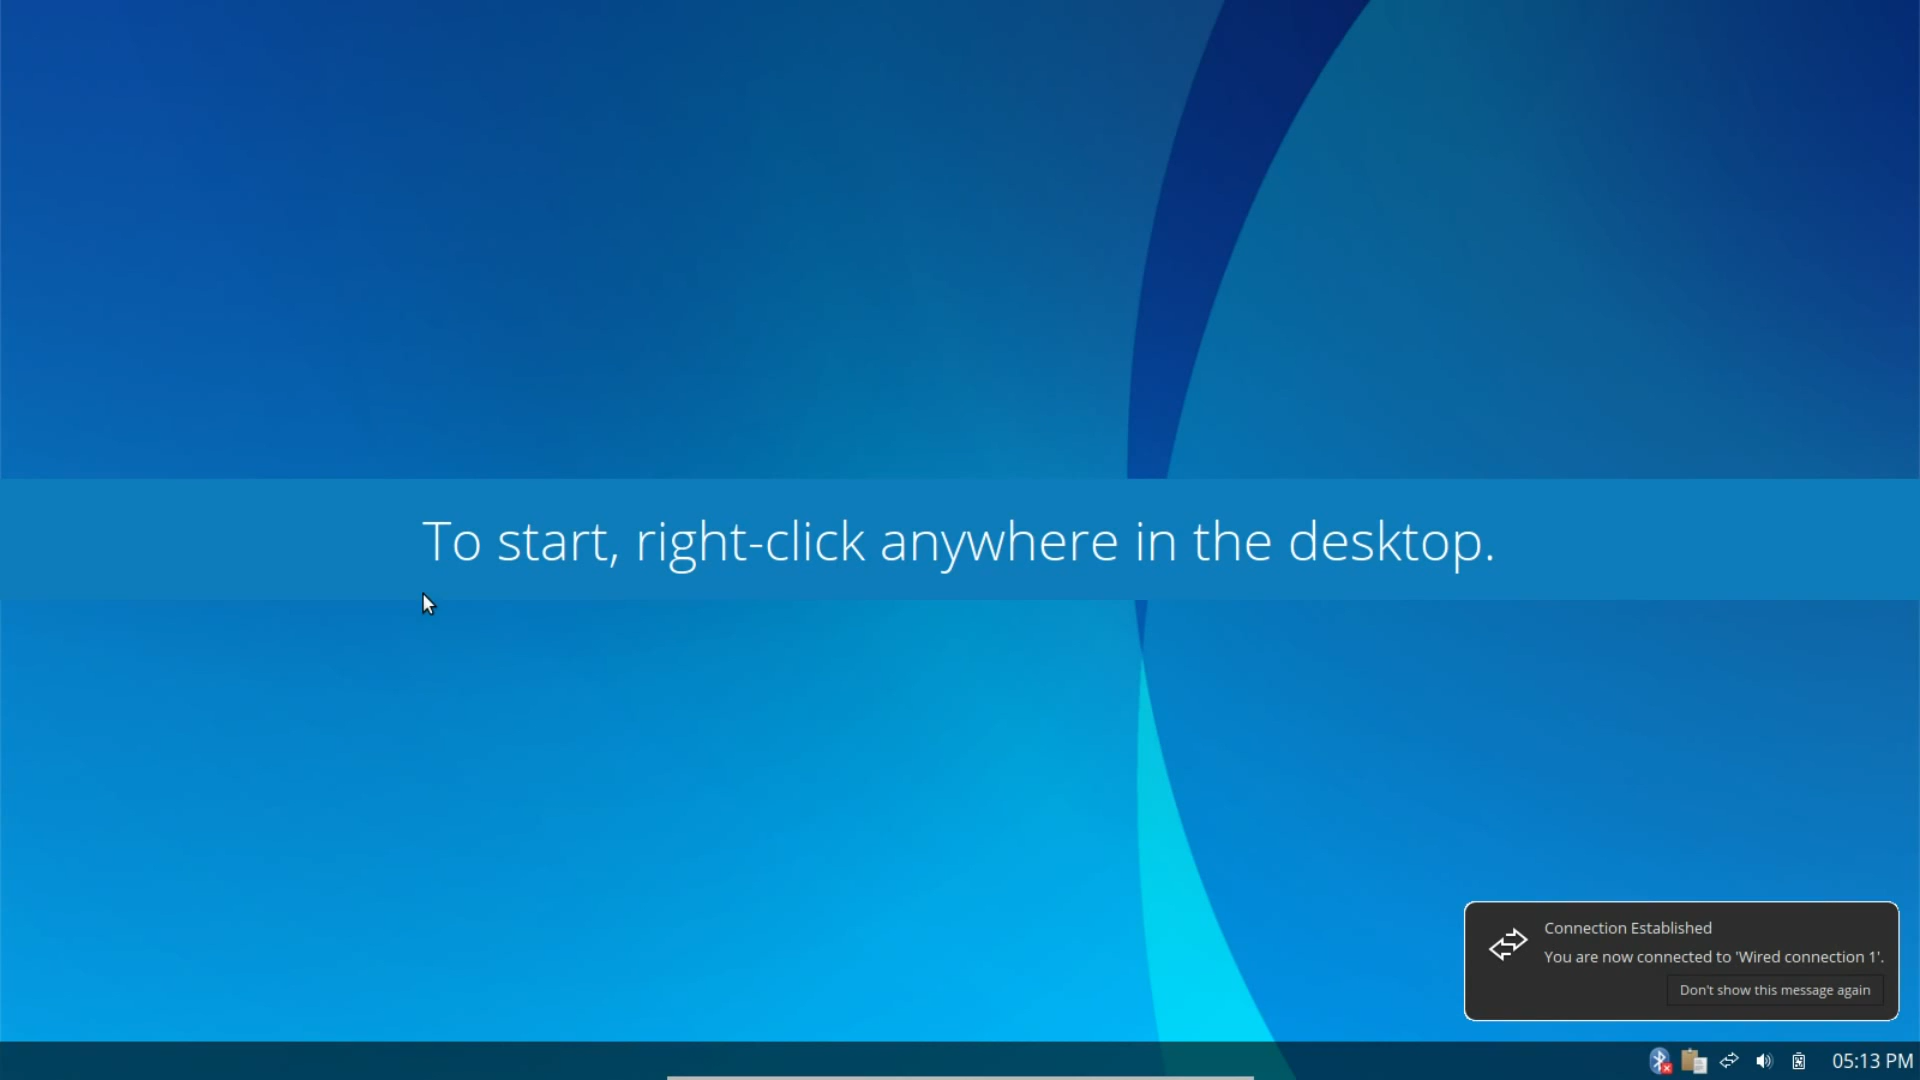 To start, right-click anywhere in the desktop.
Connection Established
You are now connected to 'Wired connection 1'.
Don't show this message again
05:13 PM